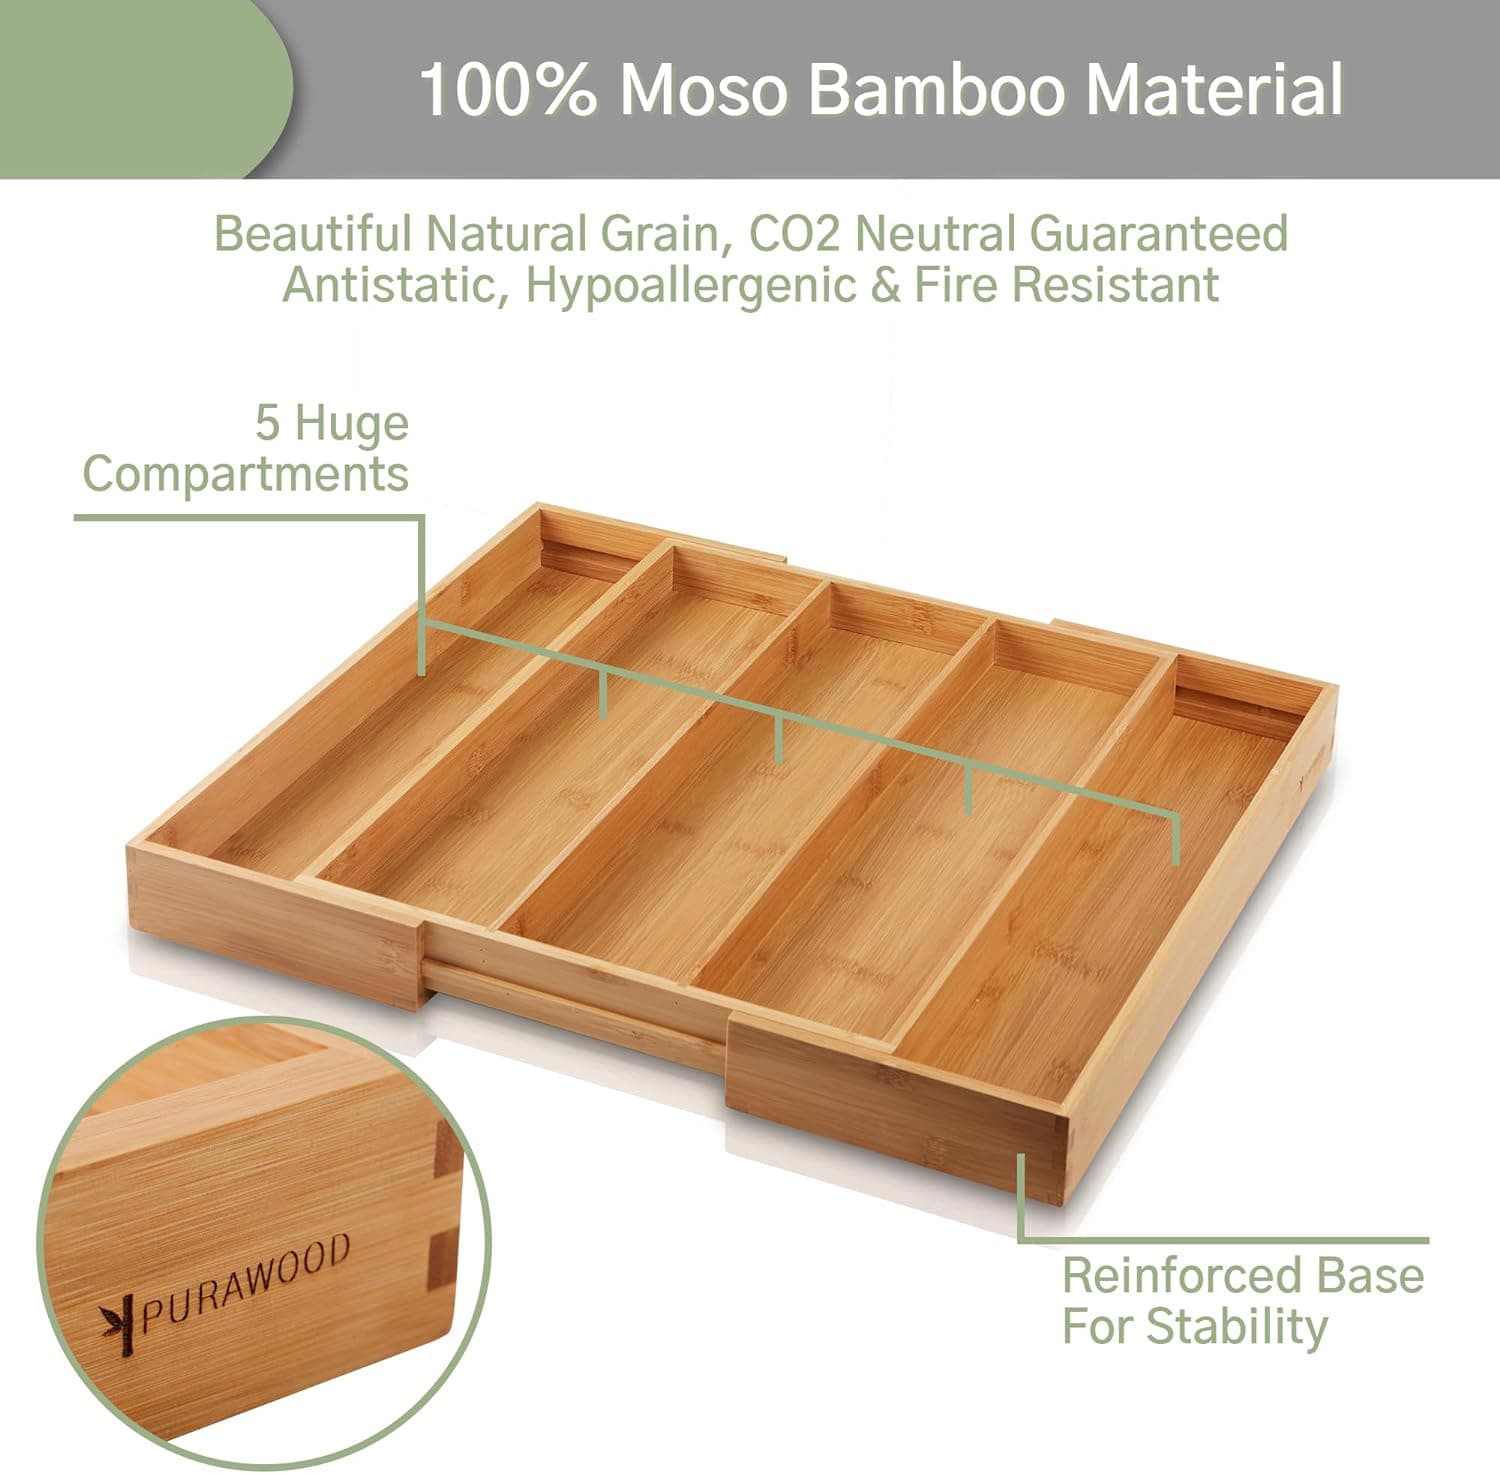 100% Moso Bamboo Material
Beautiful Natural Grain, CO2 Neutral Guaranteed
Antistatic, Hypoallergenic & Fire Resistant
5 Huge
Compartments
PURAWOOD
Reinforced Base
For Stability